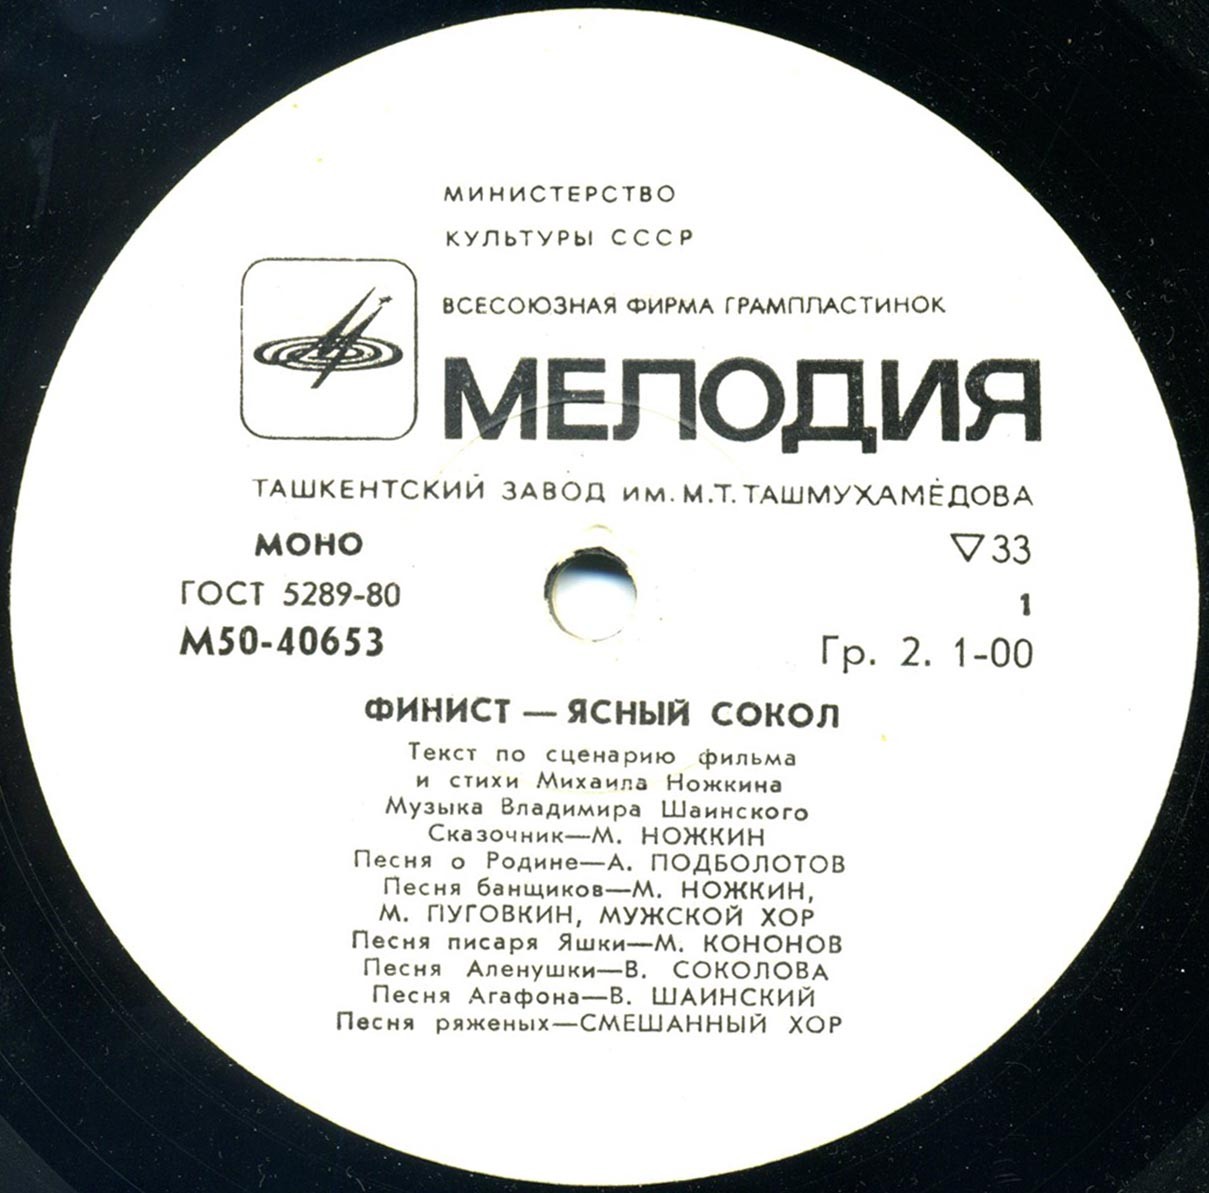 МИНИСТЕРСТВО
КУЛЬТУРЫ СССР
ВСЕСОЮЗНАЯ ФИРМА ГРАМПЛАСТИНОК
МЕЛОДИЯ
ТАШКЕНТСКИЙ ЗАВОД ИМ. М.Т. ТАШМУХАМЕДОВА
МОНО
▽33
ГОСТ 5289-80
1
М50-40653
Гр. 2. 1-00
ФИНИСТ — ЯСНЫЙ СОКОЛ
Текст по сценарию фильма
и стихи Михаила Ножкина
Музыка Владимира Шаинского
Сказочник—М. НОЖКИН
Песня о Родине—А. ПОДБОЛОТОВ
Песня банщиков—М. НОЖКИН,
М. ПУГОВКИН, МУЖСКОЙ ХОР
Песня писаря Яшки—М. КОНОНОВ
Песня Аленушки—В. СОКОЛОВА
Песня Агафона—В. ШАИНСКИЙ
Песня ряженых—СМЕШАННЫЙ ХОР